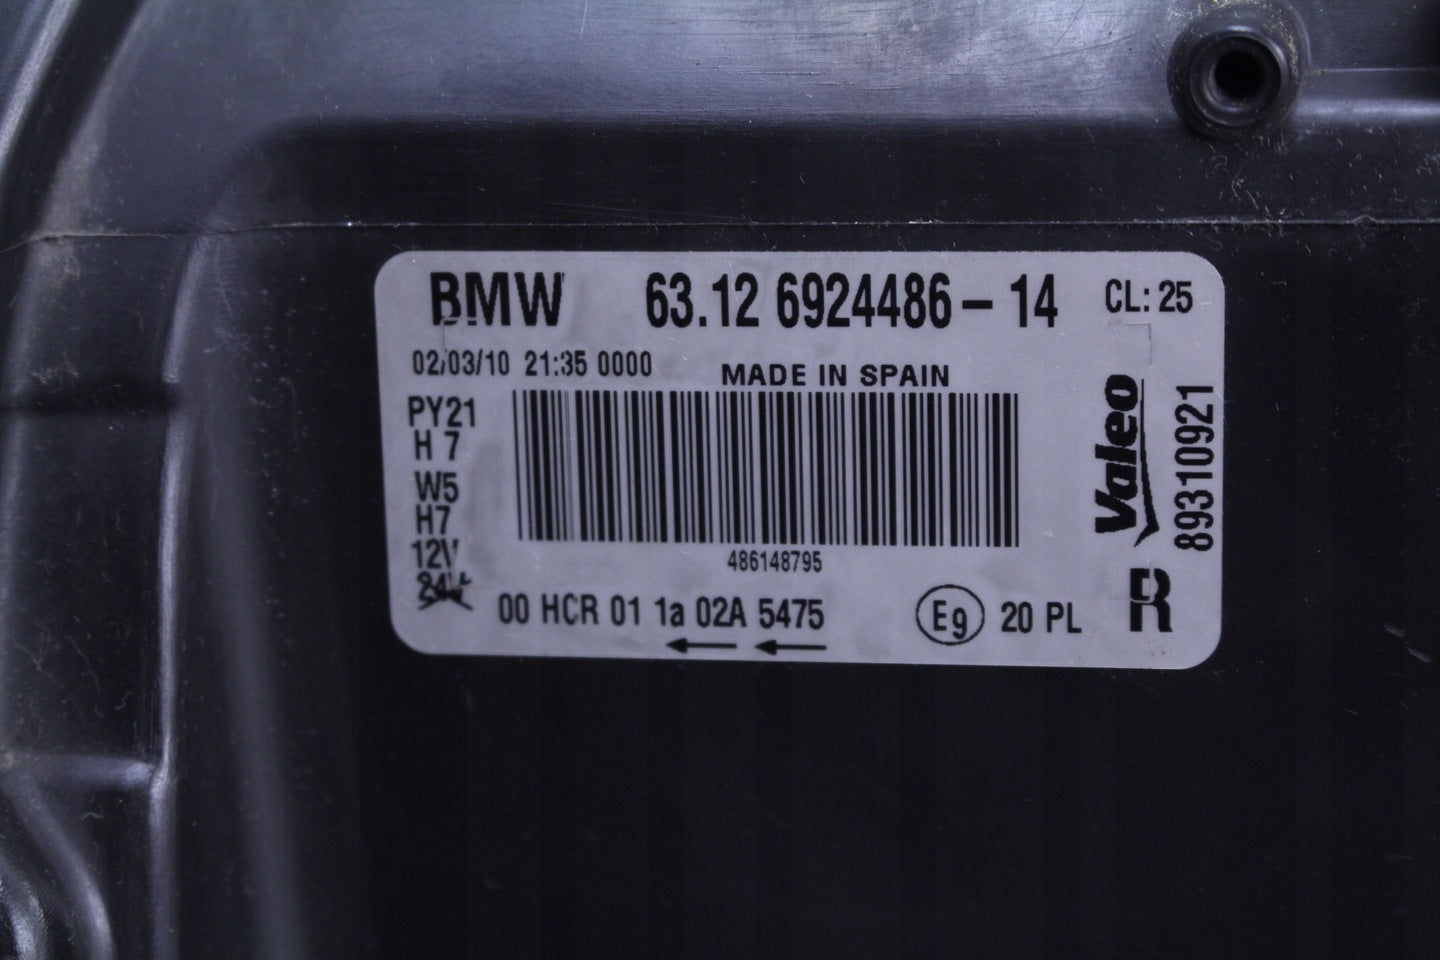 BMW 63.12 6924486-14 CL: 25
02/03/10 21:35 0000
MADE IN SPAIN
PY21
H 7
W5
H7
12V
24V
486148795
00 HCR 01 1a 02A 5475
E9 20 PL
R
Valeo
89310921